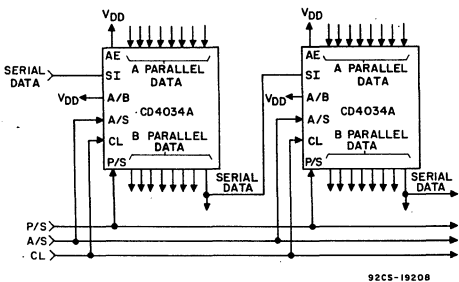 VDD
AE
SERIAL
DATA
SI
A PARALLEL
DATA
VDD
A/B
CD4034A
A/S
B PARALLEL
DATA
CL
P/S
SERIAL
DATA
VDD
AE
SI
A PARALLEL
DATA
VDD
A/B
CD4034A
A/S
B PARALLEL
DATA
CL
P/S
SERIAL
DATA
P/S
A/S
CL
92CS-19208